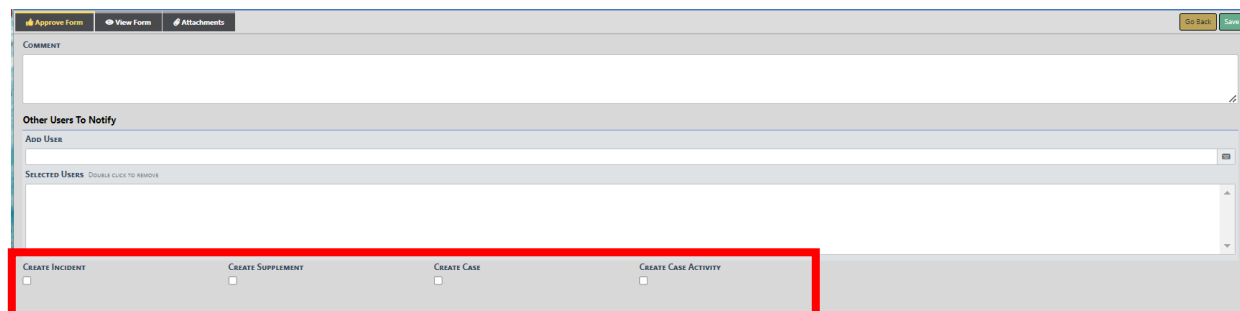 Approve Form View Form Attachments Go Back Save
Comment
Other Users To Notify
Add User
Selected Users Double click to remove
Create Incident Create Supplement Create Case Create Case Activity